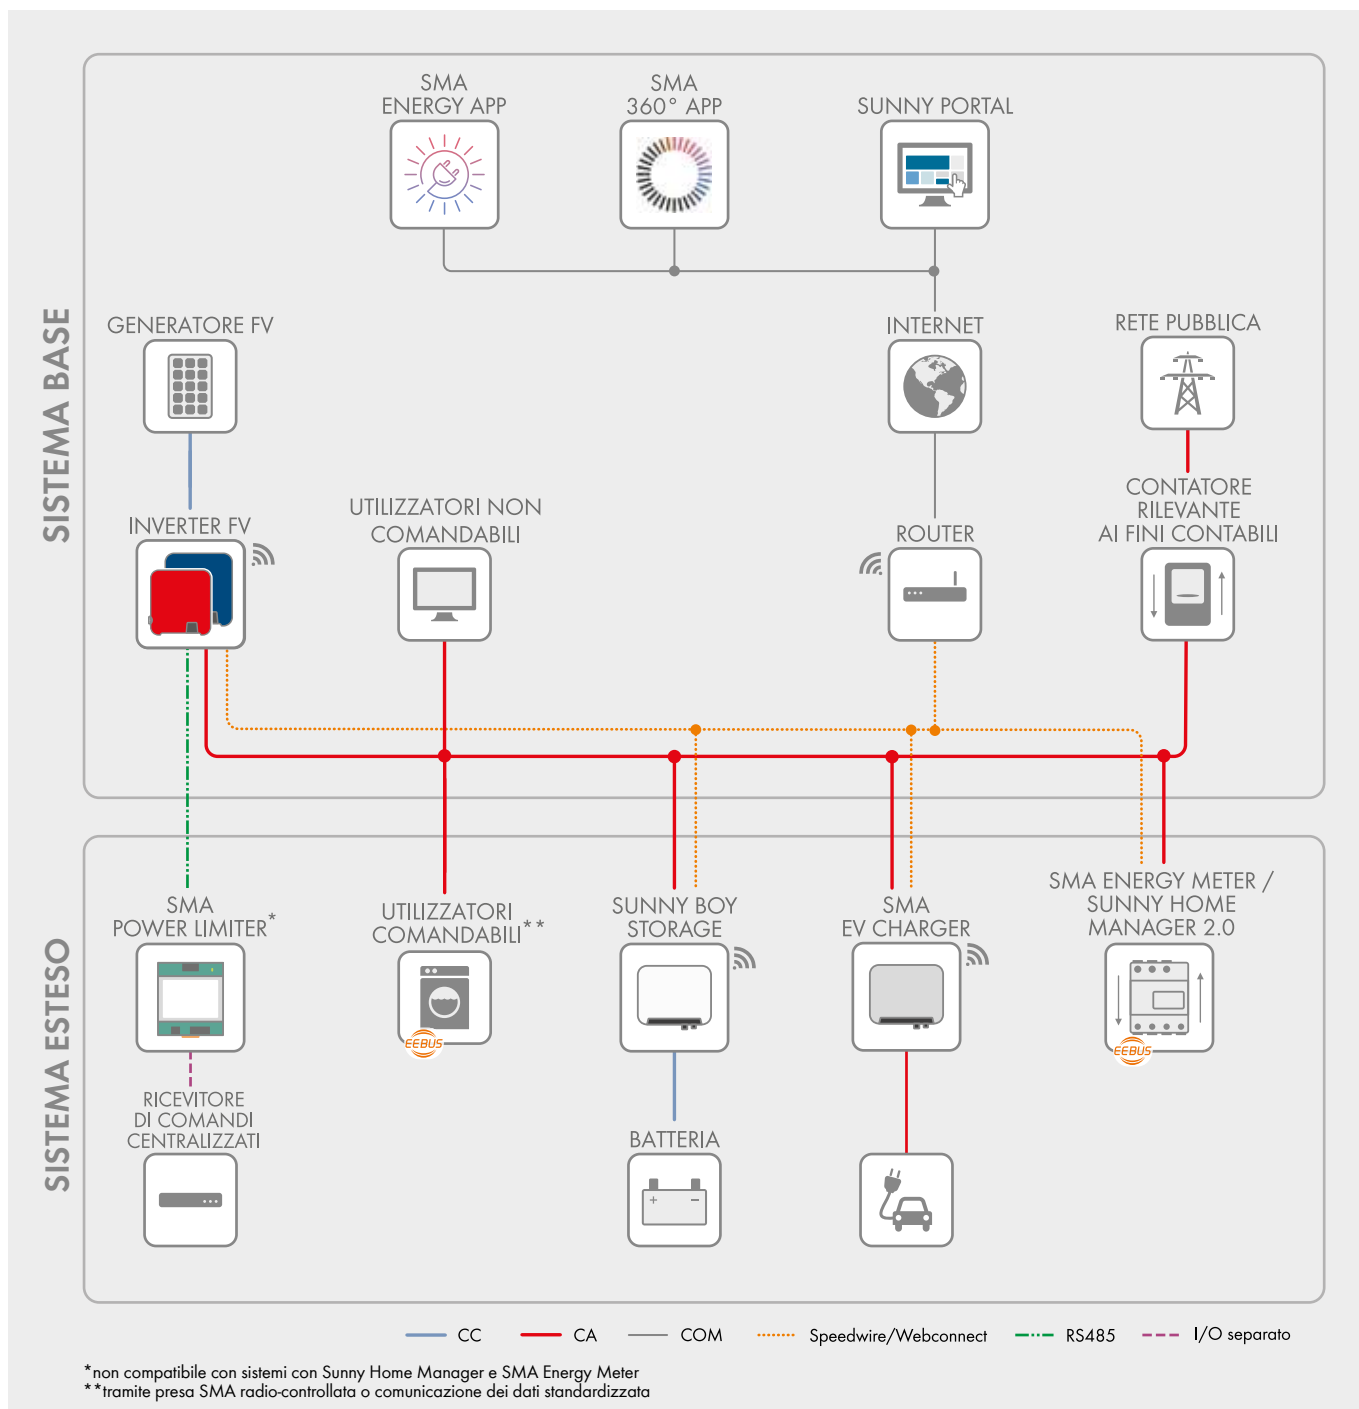 SMA
ENERGY APP
SMA
360° APP
SUNNY PORTAL
SISTEMA BASE
GENERATORE FV
INTERNET
RETE PUBBLICA
INVERTER FV
UTILIZZATORI NON
COMANDABILI
ROUTER
CONTATORE
RILEVANTE
AI FINI CONTABILI
SISTEMA ESTESO
SMA
POWER LIMITER*
UTILIZZATORI
COMANDABILI**
EEBUS
SUNNY BOY
STORAGE
SMA
EV CHARGER
SMA ENERGY METER /
SUNNY HOME
MANAGER 2.0
EEBUS
RICEVITORE
DI COMANDI
CENTRALIZZATI
BATTERIA
CC CA COM Speedwire/Webconnect RS485 I/O separato
*non compatibile con sistemi con Sunny Home Manager e SMA Energy Meter
**tramite presa SMA radio-controllata o comunicazione dei dati standardizzata